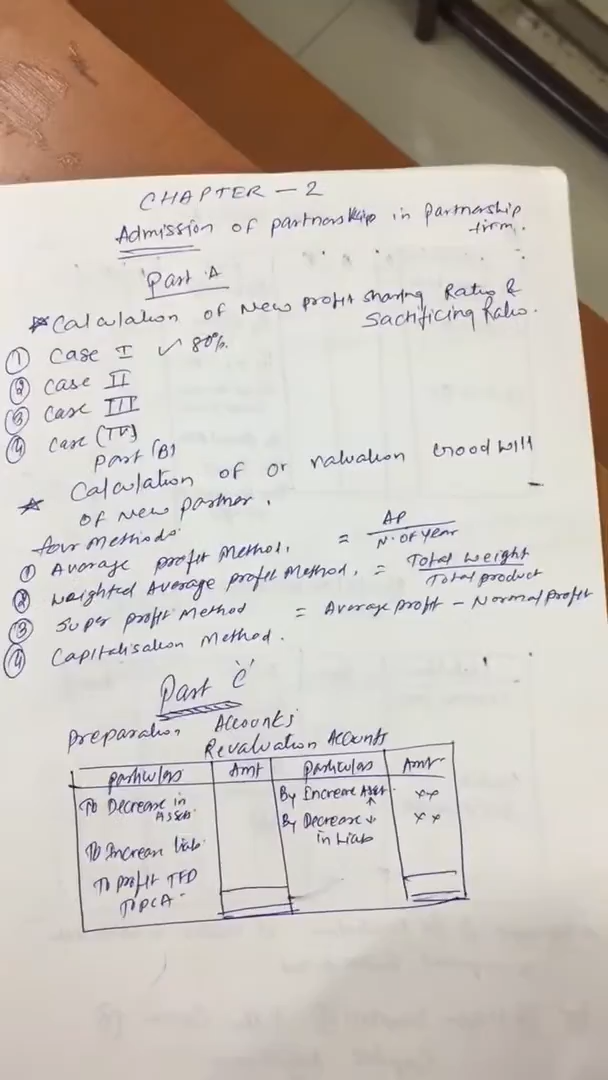 CHAPTER - 2
Admission of partnership in partnership firm.
Part A
Calculation of New profit sharing Ratio & Sacrificing Ratio.
① Case I ✓ 80%.
② Case II
③ Case III
④ Case (IV)
Part (B)
Calculation of or valuation Good will
of New partner.
four Methods
① Average profit Method. = AP / N. of year
② Weighted Average profit Method. = Total weight / Total product
③ Super profit Method = Average profit - Normal profit
④ Capitalisation Method.
Part 'C'
Preparation Accounts
Revaluation Accounts
Particulars Amt Particulars Amt
To Decrease in Assets. By Increase Asset ↑ xx
By Decrease ↓ in Liab xx
To Increase Liab.
To profit TFD
To PCA